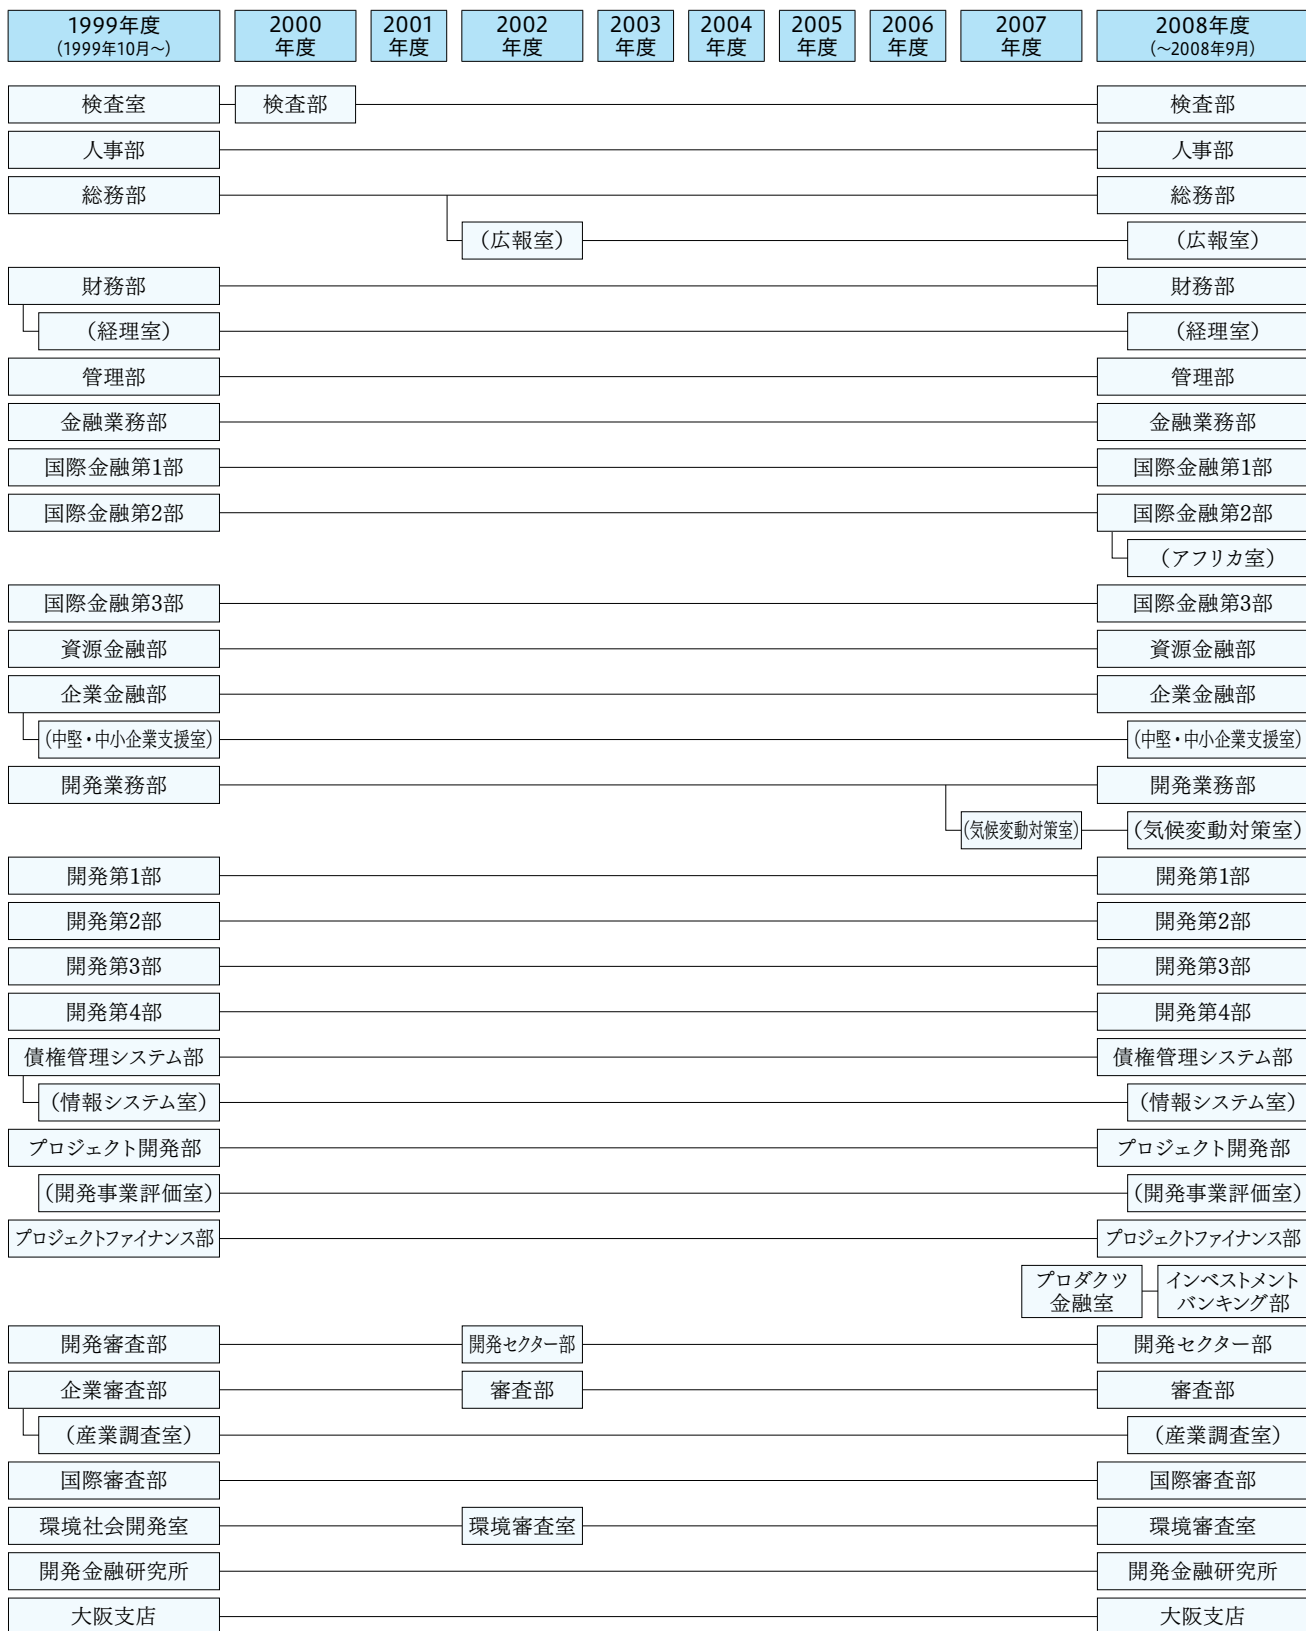 1999年度
（1999年10月～）
2000
年度
2001
年度
2002
年度
2003
年度
2004
年度
2005
年度
2006
年度
2007
年度
2008年度
（～2008年9月）
検査室
検査部
検査部
人事部
人事部
総務部
総務部
（広報室）
（広報室）
財務部
財務部
（経理室）
（経理室）
管理部
管理部
金融業務部
金融業務部
国際金融第1部
国際金融第1部
国際金融第2部
国際金融第2部
（アフリカ室）
国際金融第3部
国際金融第3部
資源金融部
資源金融部
企業金融部
企業金融部
（中堅・中小企業支援室）
（中堅・中小企業支援室）
開発業務部
開発業務部
（気候変動対策室）
（気候変動対策室）
開発第1部
開発第1部
開発第2部
開発第2部
開発第3部
開発第3部
開発第4部
開発第4部
債権管理システム部
債権管理システム部
（情報システム室）
（情報システム室）
プロジェクト開発部
プロジェクト開発部
（開発事業評価室）
（開発事業評価室）
プロジェクトファイナンス部
プロジェクトファイナンス部
プロダクツ
金融室
インベストメント
バンキング部
開発審査部
開発セクター部
開発セクター部
企業審査部
審査部
審査部
（産業調査室）
（産業調査室）
国際審査部
国際審査部
環境社会開発室
環境審査室
環境審査室
開発金融研究所
開発金融研究所
大阪支店
大阪支店